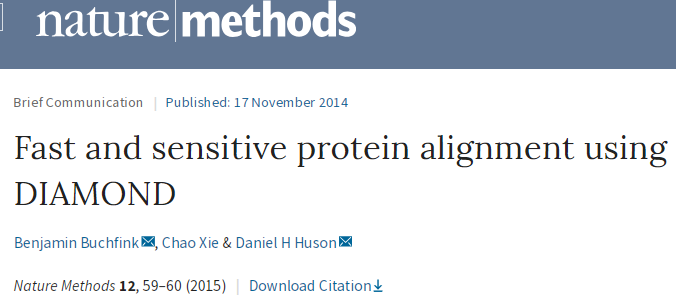 nature methods
Brief Communication | Published: 17 November 2014
Fast and sensitive protein alignment using
DIAMOND
Benjamin Buchfink, Chao Xie & Daniel H Huson
Nature Methods 12, 59–60 (2015) | Download Citation